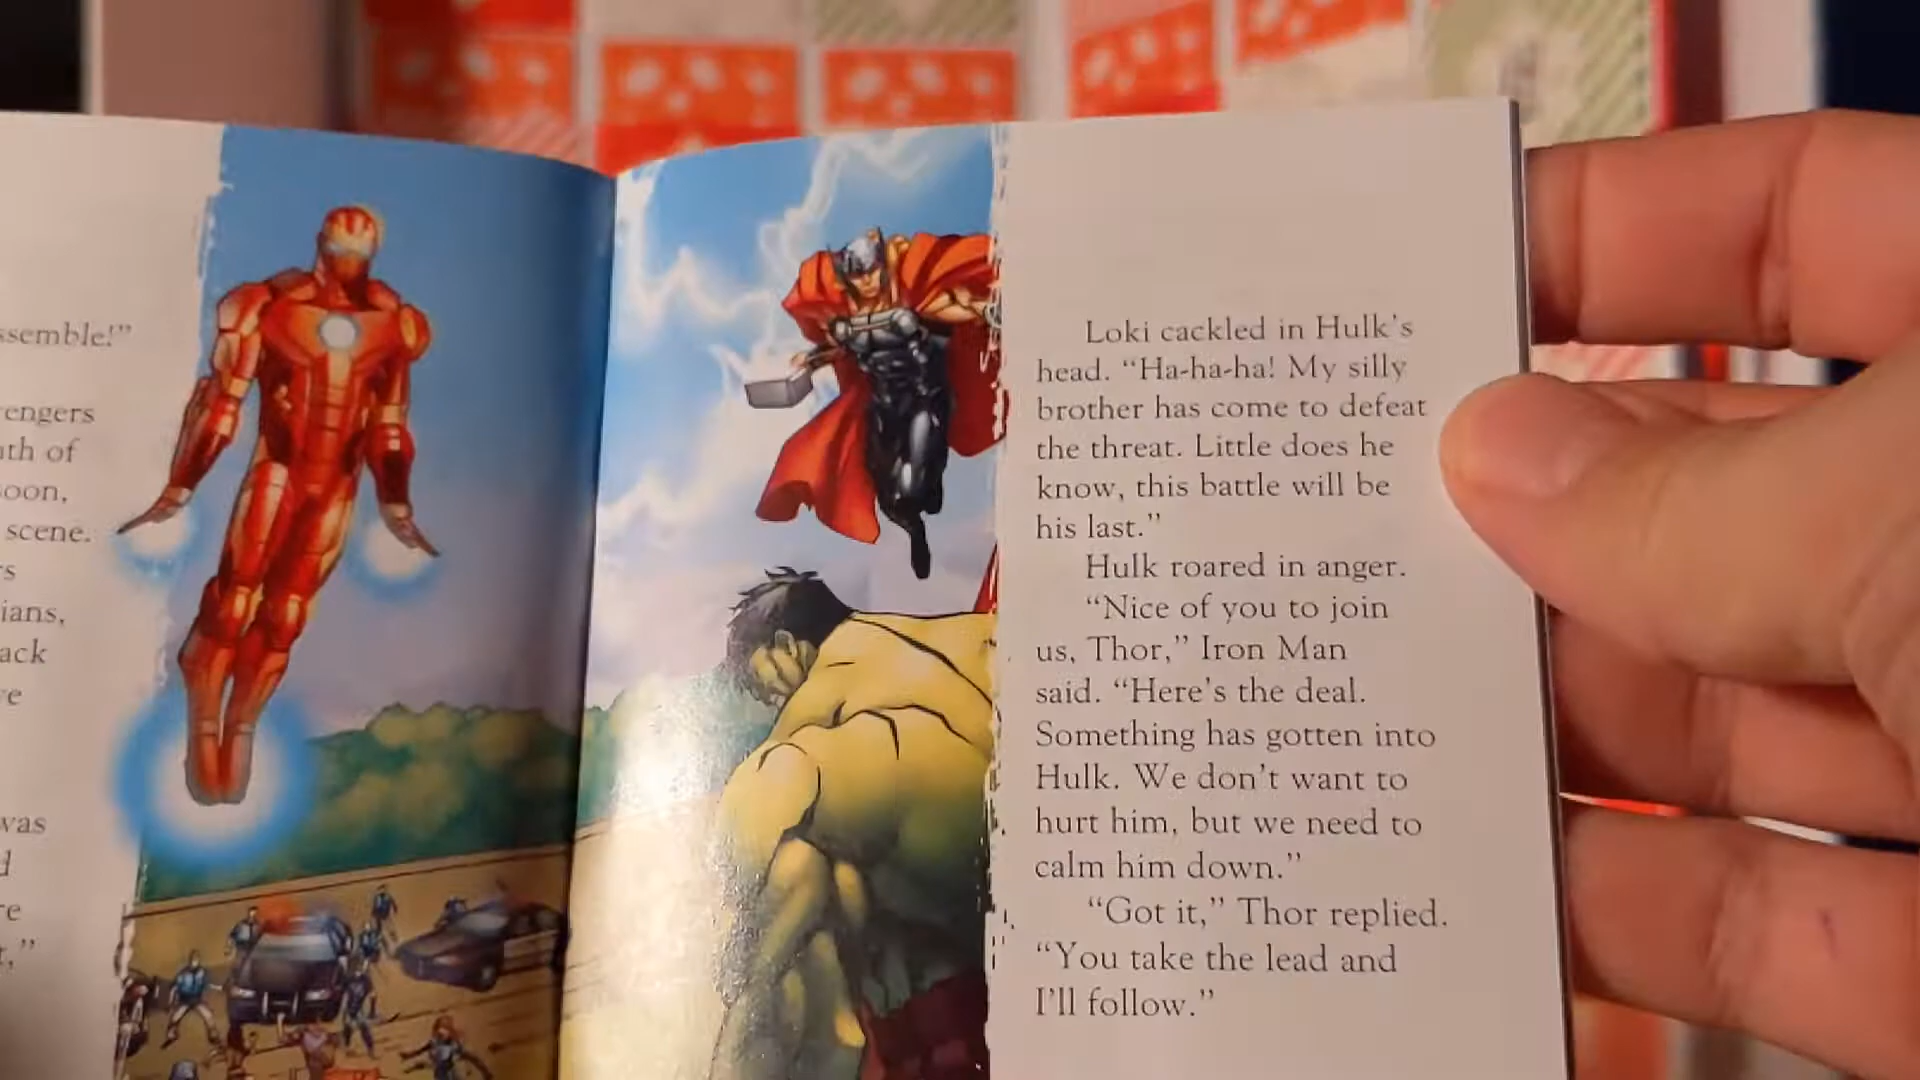 scene.
Loki cackled in Hulk's
head. “Ha-ha-ha! My silly
brother has come to defeat
the threat. Little does he
know, this battle will be
his last.”
Hulk roared in anger.
“Nice of you to join
us, Thor,” Iron Man
said. “Here's the deal.
Something has gotten into
Hulk. We don't want to
hurt him, but we need to
calm him down.”
“Got it,” Thor replied.
“You take the lead and
I'll follow.”